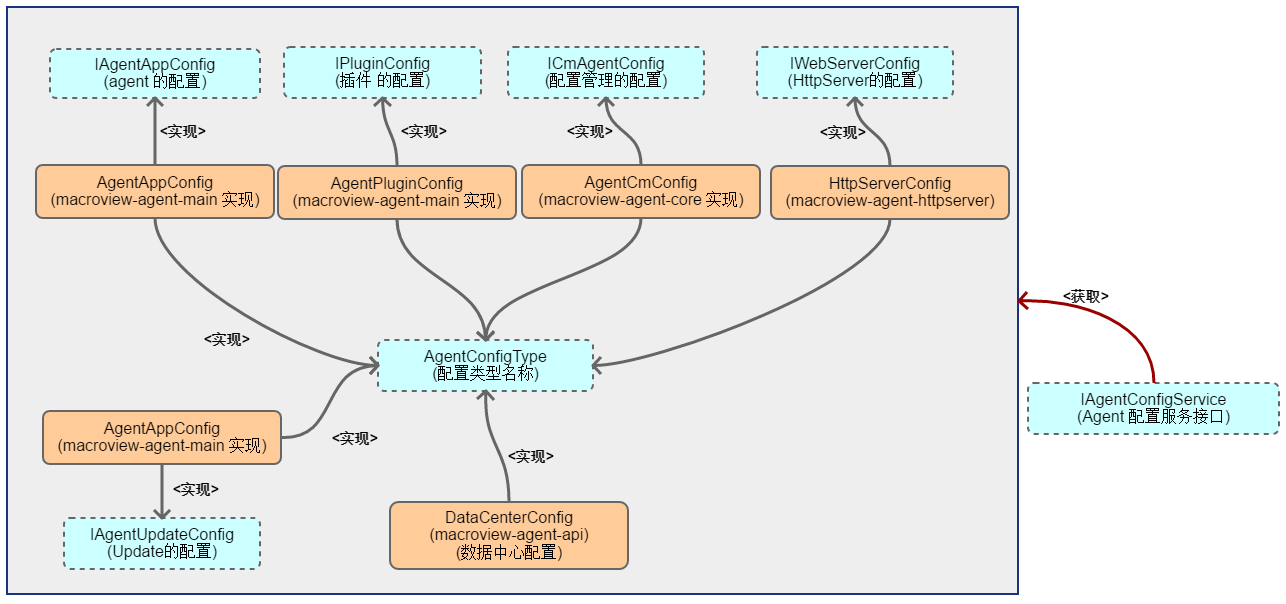 IAgentAppConfig
(agent 的配置)
IPluginConfig
(插件 的配置)
ICmAgentConfig
(配置管理的配置)
IWebServerConfig
(HttpServer的配置)
<实现>
<实现>
<实现>
<实现>
AgentAppConfig
(macroview-agent-main 实现)
AgentPluginConfig
(macroview-agent-main 实现)
AgentCmConfig
(macroview-agent-core 实现)
HttpServerConfig
(macroview-agent-httpserver)
<获取>
<实现>
AgentConfigType
(配置类型名称)
IAgentConfigService
(Agent 配置服务接口)
AgentAppConfig
(macroview-agent-main 实现)
<实现>
<实现>
<实现>
IAgentUpdateConfig
(Update的配置)
DataCenterConfig
(macroview-agent-api)
(数据中心配置)